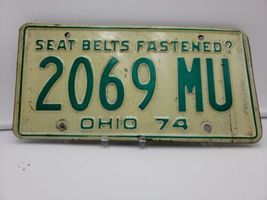 SEAT BELTS FASTENED?
2069 MU
OHIO 74